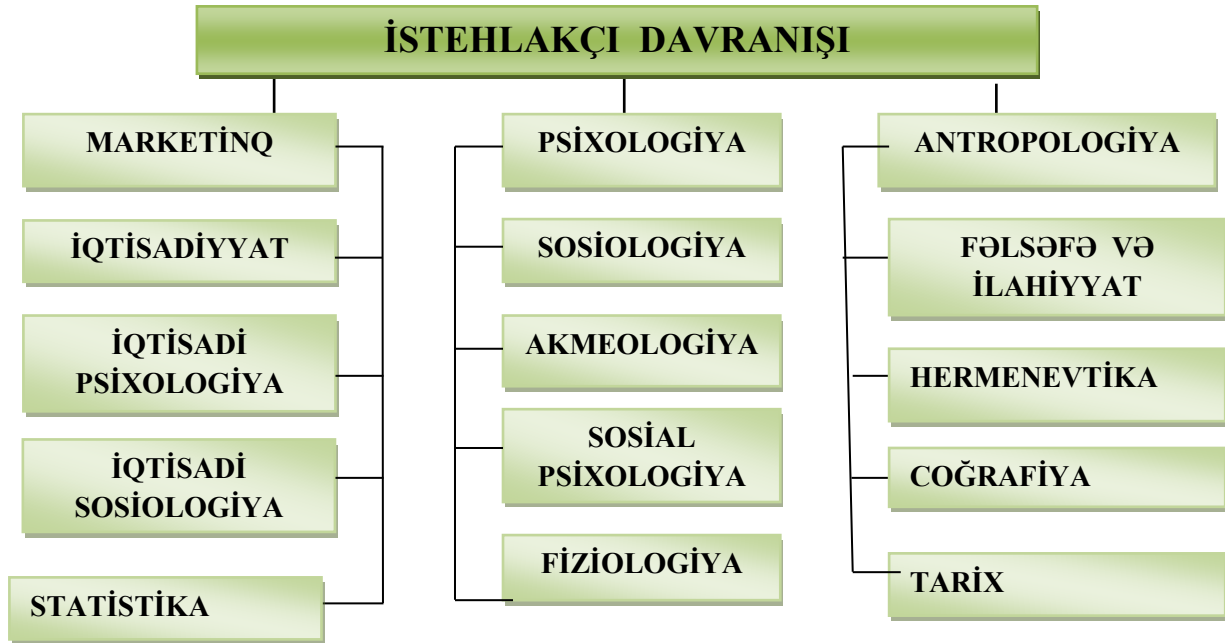 İSTEHLAKÇI DAVRANIŞI
MARKETİNQ
İQTİSADİYYAT
İQTİSADİ
PSİXOLOGİYA
İQTİSADİ
SOSİOLOGİYA
STATİSTİKA
PSİXOLOGİYA
SOSİOLOGİYA
AKMEOLOGİYA
SOSİAL
PSİXOLOGİYA
FİZİOLOGİYA
ANTROPOLOGİYA
FƏLSƏFƏ VƏ
İLAHİYYAT
HERMENEVTİKA
COĞRAFİYA
TARİX